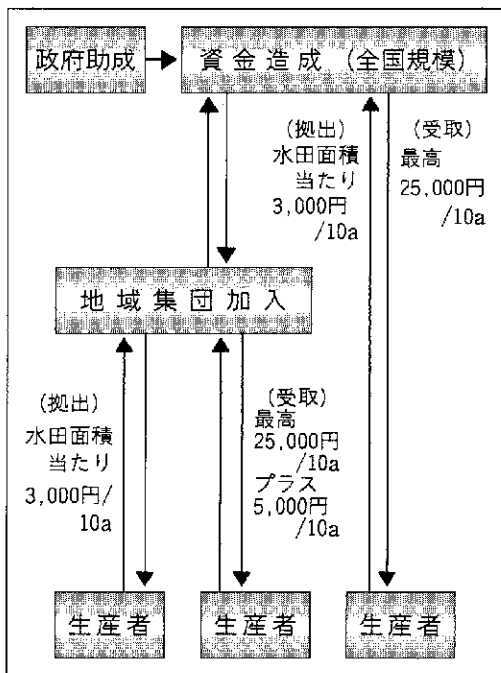 政府助成
資金造成（全国規模）
(拠出)
水田面積
当たり
3,000円
/10a
(受取)
最高
25,000円
/10a
地域集団加入
(拠出)
水田面積
当たり
3,000円/
10a
(受取)
最高
25,000円
/10a
プラス
5,000円
/10a
生産者
生産者
生産者